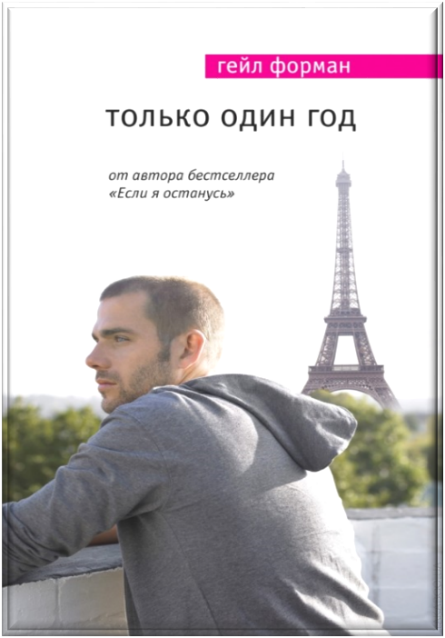 гейл форман
только один год
от автора бестселлера
«Если я останусь»